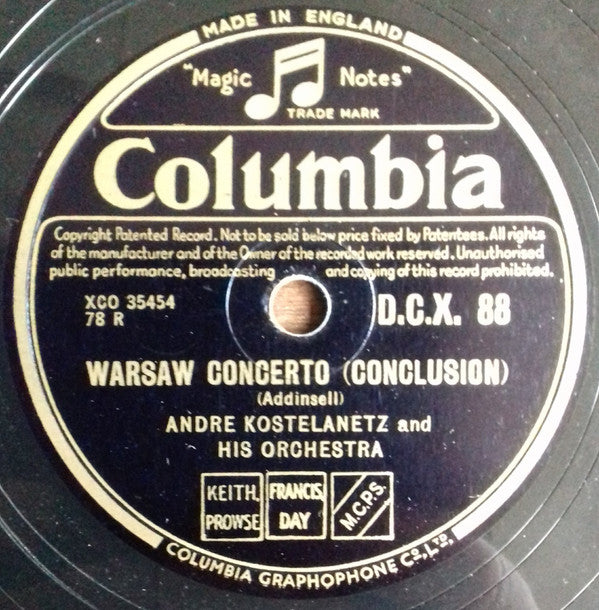 MADE IN ENGLAND
"Magic Notes"
TRADE MARK
Columbia
Copyright Patented Record. Not to be sold below price fixed by Patentees. All rights
of the manufacturer and of the Owner of the recorded work reserved. Unauthorised
public performance, broadcasting and copying of this record prohibited.
XCO 35454
78 R
D.C.X. 88
WARSAW CONCERTO (CONCLUSION)
(Addinsell)
ANDRE KOSTELANETZ and
HIS ORCHESTRA
KEITH,
PROWSE
FRANCIS,
DAY
M.C.P.S.
COLUMBIA GRAPHOPHONE CO., LTD.,